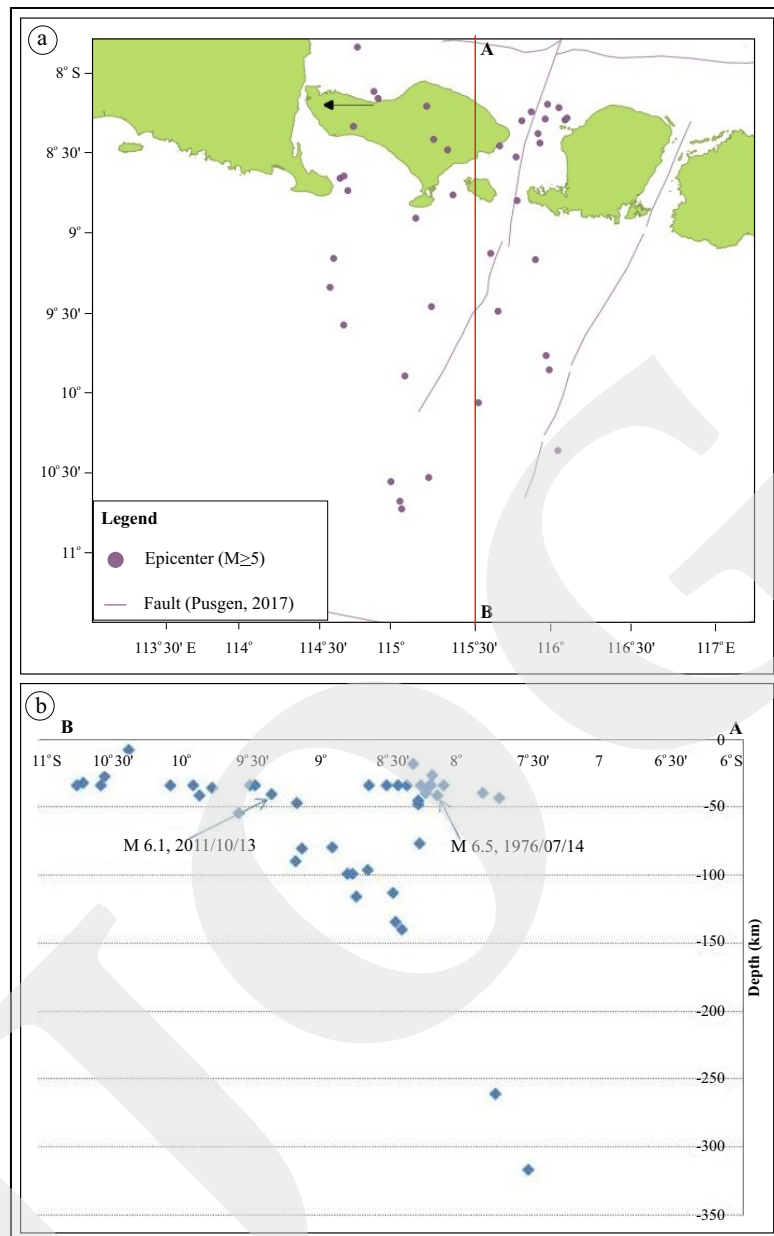 a
A
8° S
8° 30'
9°
9° 30'
10°
10° 30'
11°
Legend
Epicenter (M≥5)
Fault (Pusgen, 2017)
B
113°30' E 114° 114°30' 115° 115°30' 116° 116°30' 117°E
b
B A
11°S 10°30' 10° 9°30' 9° 8°30' 8° 7°30' 7 6°30' 6°S
0
-50
M 6.1, 2011/10/13 M 6.5, 1976/07/14
-100
-150
-200
-250
-300
-350
Depth (km)
JOG